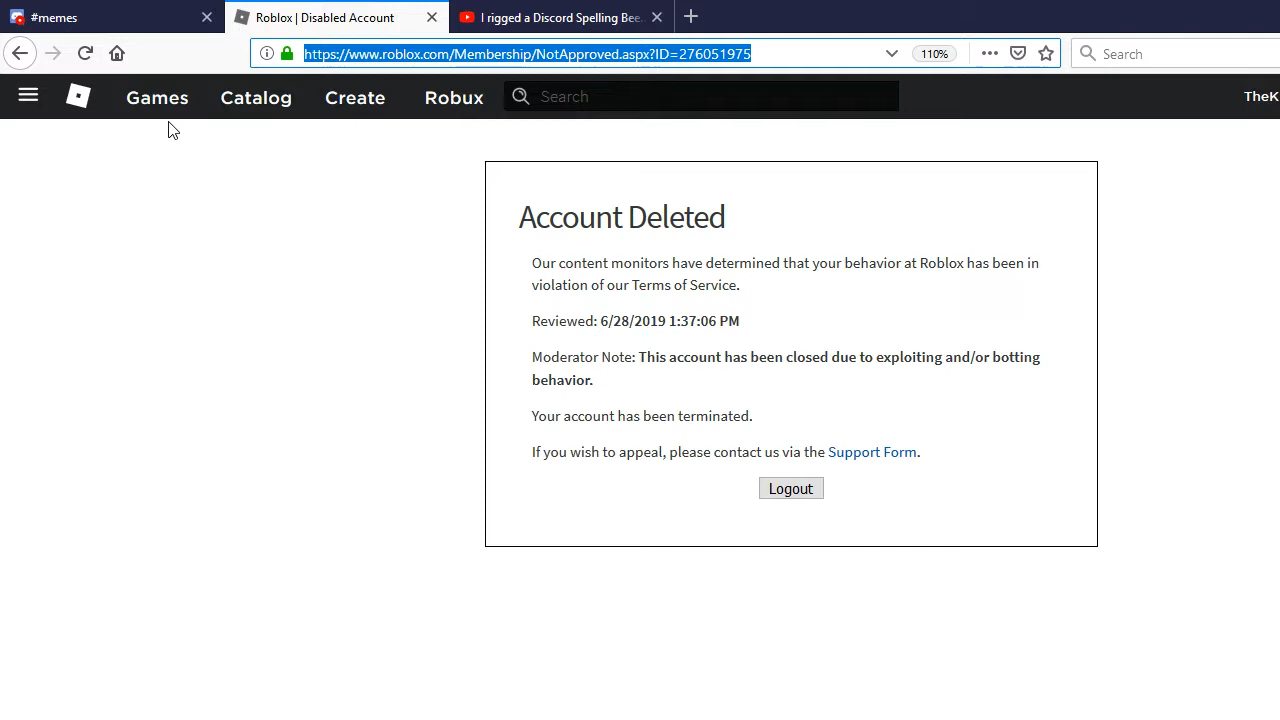 #memes
Roblox | Disabled Account
I rigged a Discord Spelling Bee...
https://www.roblox.com/Membership/NotApproved.aspx?ID=276051975
110%
Search
Games
Catalog
Create
Robux
Search
TheK
Account Deleted
Our content monitors have determined that your behavior at Roblox has been in
violation of our Terms of Service.
Reviewed: 6/28/2019 1:37:06 PM
Moderator Note: This account has been closed due to exploiting and/or botting
behavior.
Your account has been terminated.
If you wish to appeal, please contact us via the Support Form.
Logout